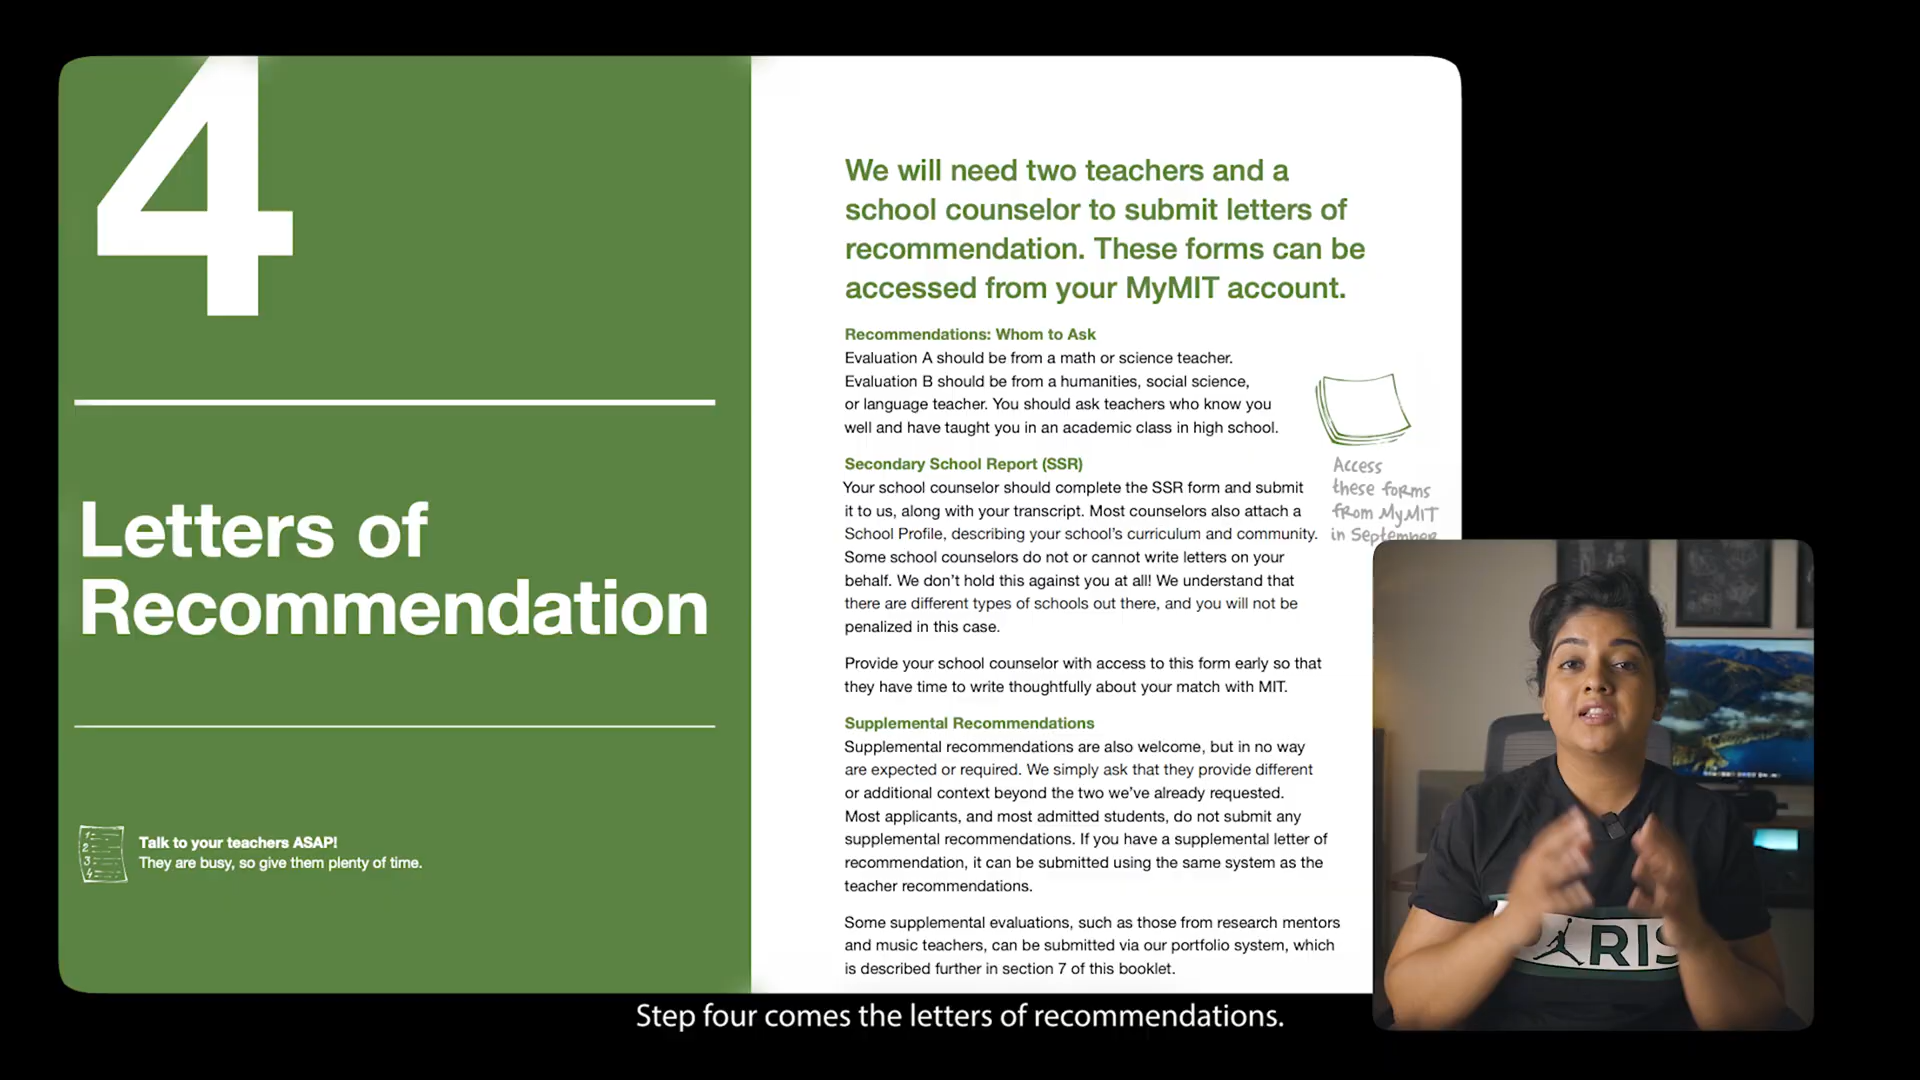 4
Letters of
Recommendation
1
2
3
4
Talk to your teachers ASAP!
They are busy, so give them plenty of time.
We will need two teachers and a
school counselor to submit letters of
recommendation. These forms can be
accessed from your MyMIT account.
Recommendations: Whom to Ask
Evaluation A should be from a math or science teacher.
Evaluation B should be from a humanities, social science,
or language teacher. You should ask teachers who know you
well and have taught you in an academic class in high school.
Secondary School Report (SSR)
Your school counselor should complete the SSR form and submit
it to us, along with your transcript. Most counselors also attach a
School Profile, describing your school’s curriculum and community.
Some school counselors do not or cannot write letters on your
behalf. We don’t hold this against you at all! We understand that
there are different types of schools out there, and you will not be
penalized in this case.
Provide your school counselor with access to this form early so that
they have time to write thoughtfully about your match with MIT.
Supplemental Recommendations
Supplemental recommendations are also welcome, but in no way
are expected or required. We simply ask that they provide different
or additional context beyond the two we’ve already requested.
Most applicants, and most admitted students, do not submit any
supplemental recommendations. If you have a supplemental letter of
recommendation, it can be submitted using the same system as the
teacher recommendations.
Some supplemental evaluations, such as those from research mentors
and music teachers, can be submitted via our portfolio system, which
is described further in section 7 of this booklet.
Access
these forms
from MyMIT
in September
RIS
Step four comes the letters of recommendations.